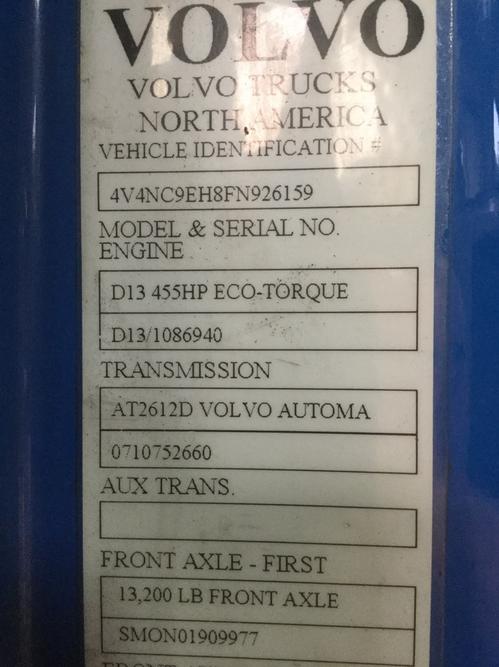 VOLVO
VOLVO TRUCKS
NORTH AMERICA
VEHICLE IDENTIFICATION #
4V4NC9EH8FN926159
MODEL & SERIAL NO.
ENGINE
D13 455HP ECO-TORQUE
D13/1086940
TRANSMISSION
AT2612D VOLVO AUTOMA
0710752660
AUX TRANS.
FRONT AXLE - FIRST
13,200 LB FRONT AXLE
SMON01909977